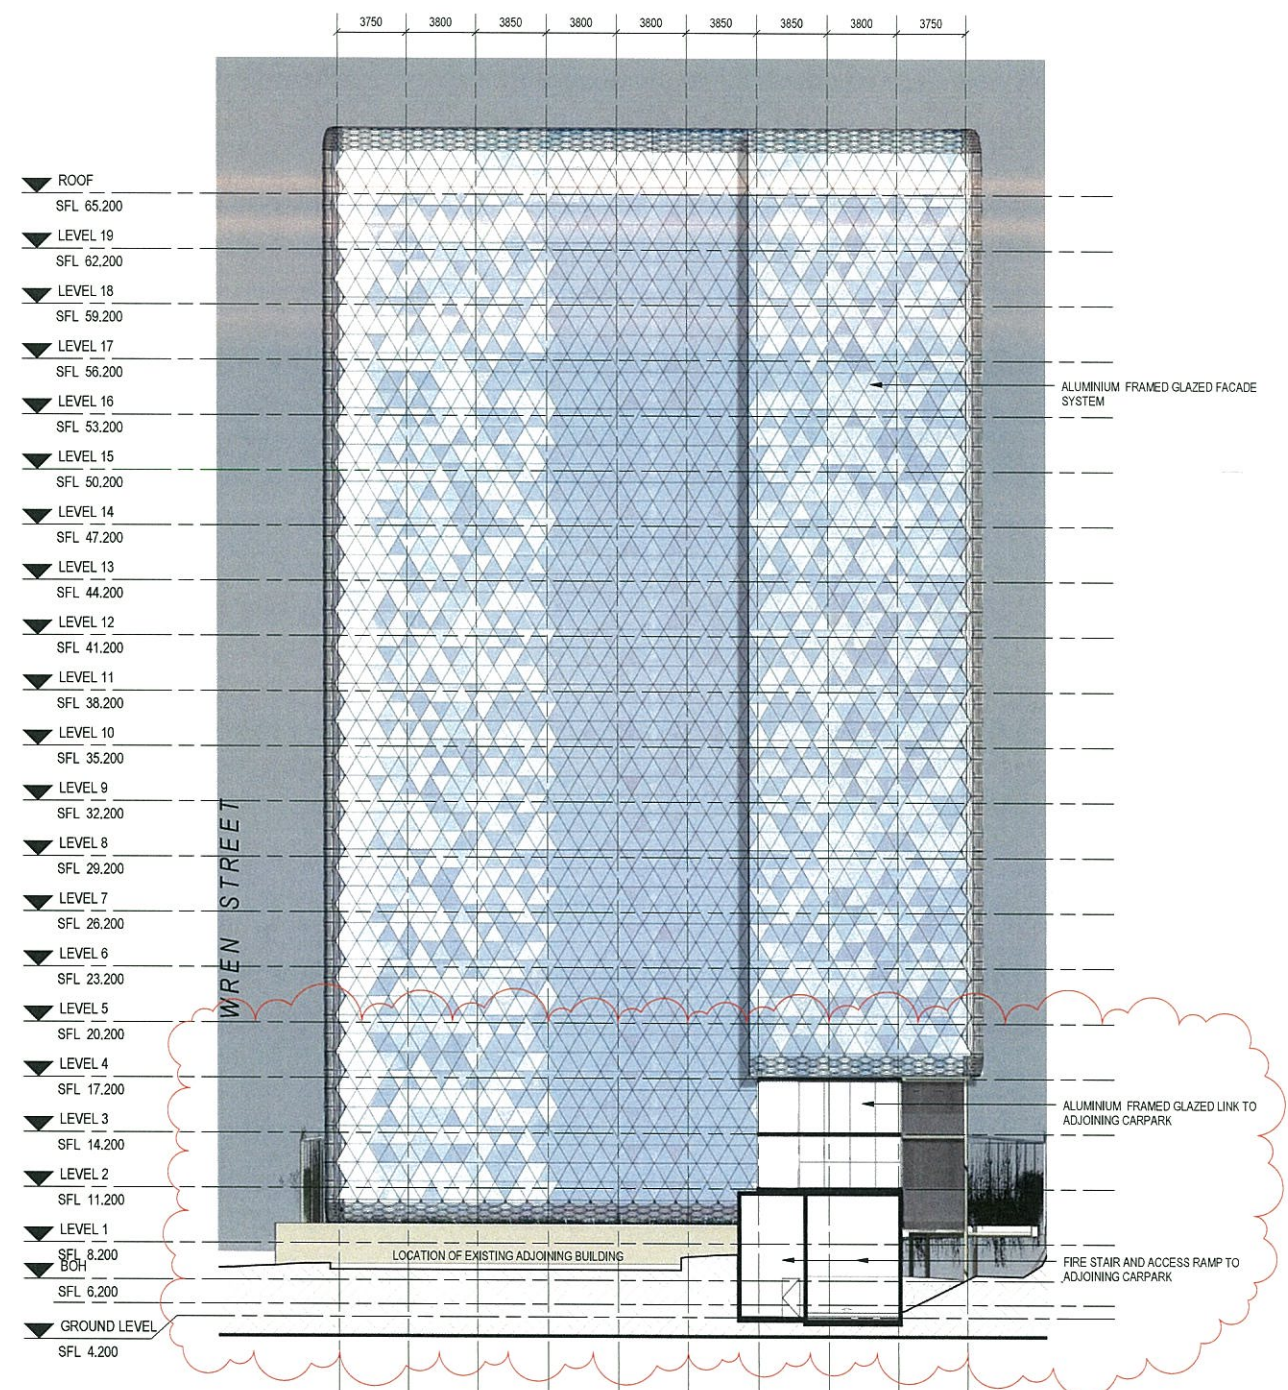 3750 3800 3850 3800 3800 3850 3850 3800 3750
ROOF
SFL 65.200
LEVEL 19
SFL 62.200
LEVEL 18
SFL 59.200
LEVEL 17
SFL 56.200
LEVEL 16
SFL 53.200
LEVEL 15
SFL 50.200
LEVEL 14
SFL 47.200
LEVEL 13
SFL 44.200
LEVEL 12
SFL 41.200
LEVEL 11
SFL 38.200
LEVEL 10
SFL 35.200
LEVEL 9
SFL 32.200
LEVEL 8
SFL 29.200
LEVEL 7
SFL 26.200
LEVEL 6
SFL 23.200
LEVEL 5
SFL 20.200
LEVEL 4
SFL 17.200
LEVEL 3
SFL 14.200
LEVEL 2
SFL 11.200
LEVEL 1
SFL 8.200
BOH
SFL 6.200
GROUND LEVEL
SFL 4.200
WREN STREET
ALUMINIUM FRAMED GLAZED FACADE
SYSTEM
ALUMINIUM FRAMED GLAZED LINK TO
ADJOINING CARPARK
LOCATION OF EXISTING ADJOINING BUILDING
FIRE STAIR AND ACCESS RAMP TO
ADJOINING CARPARK